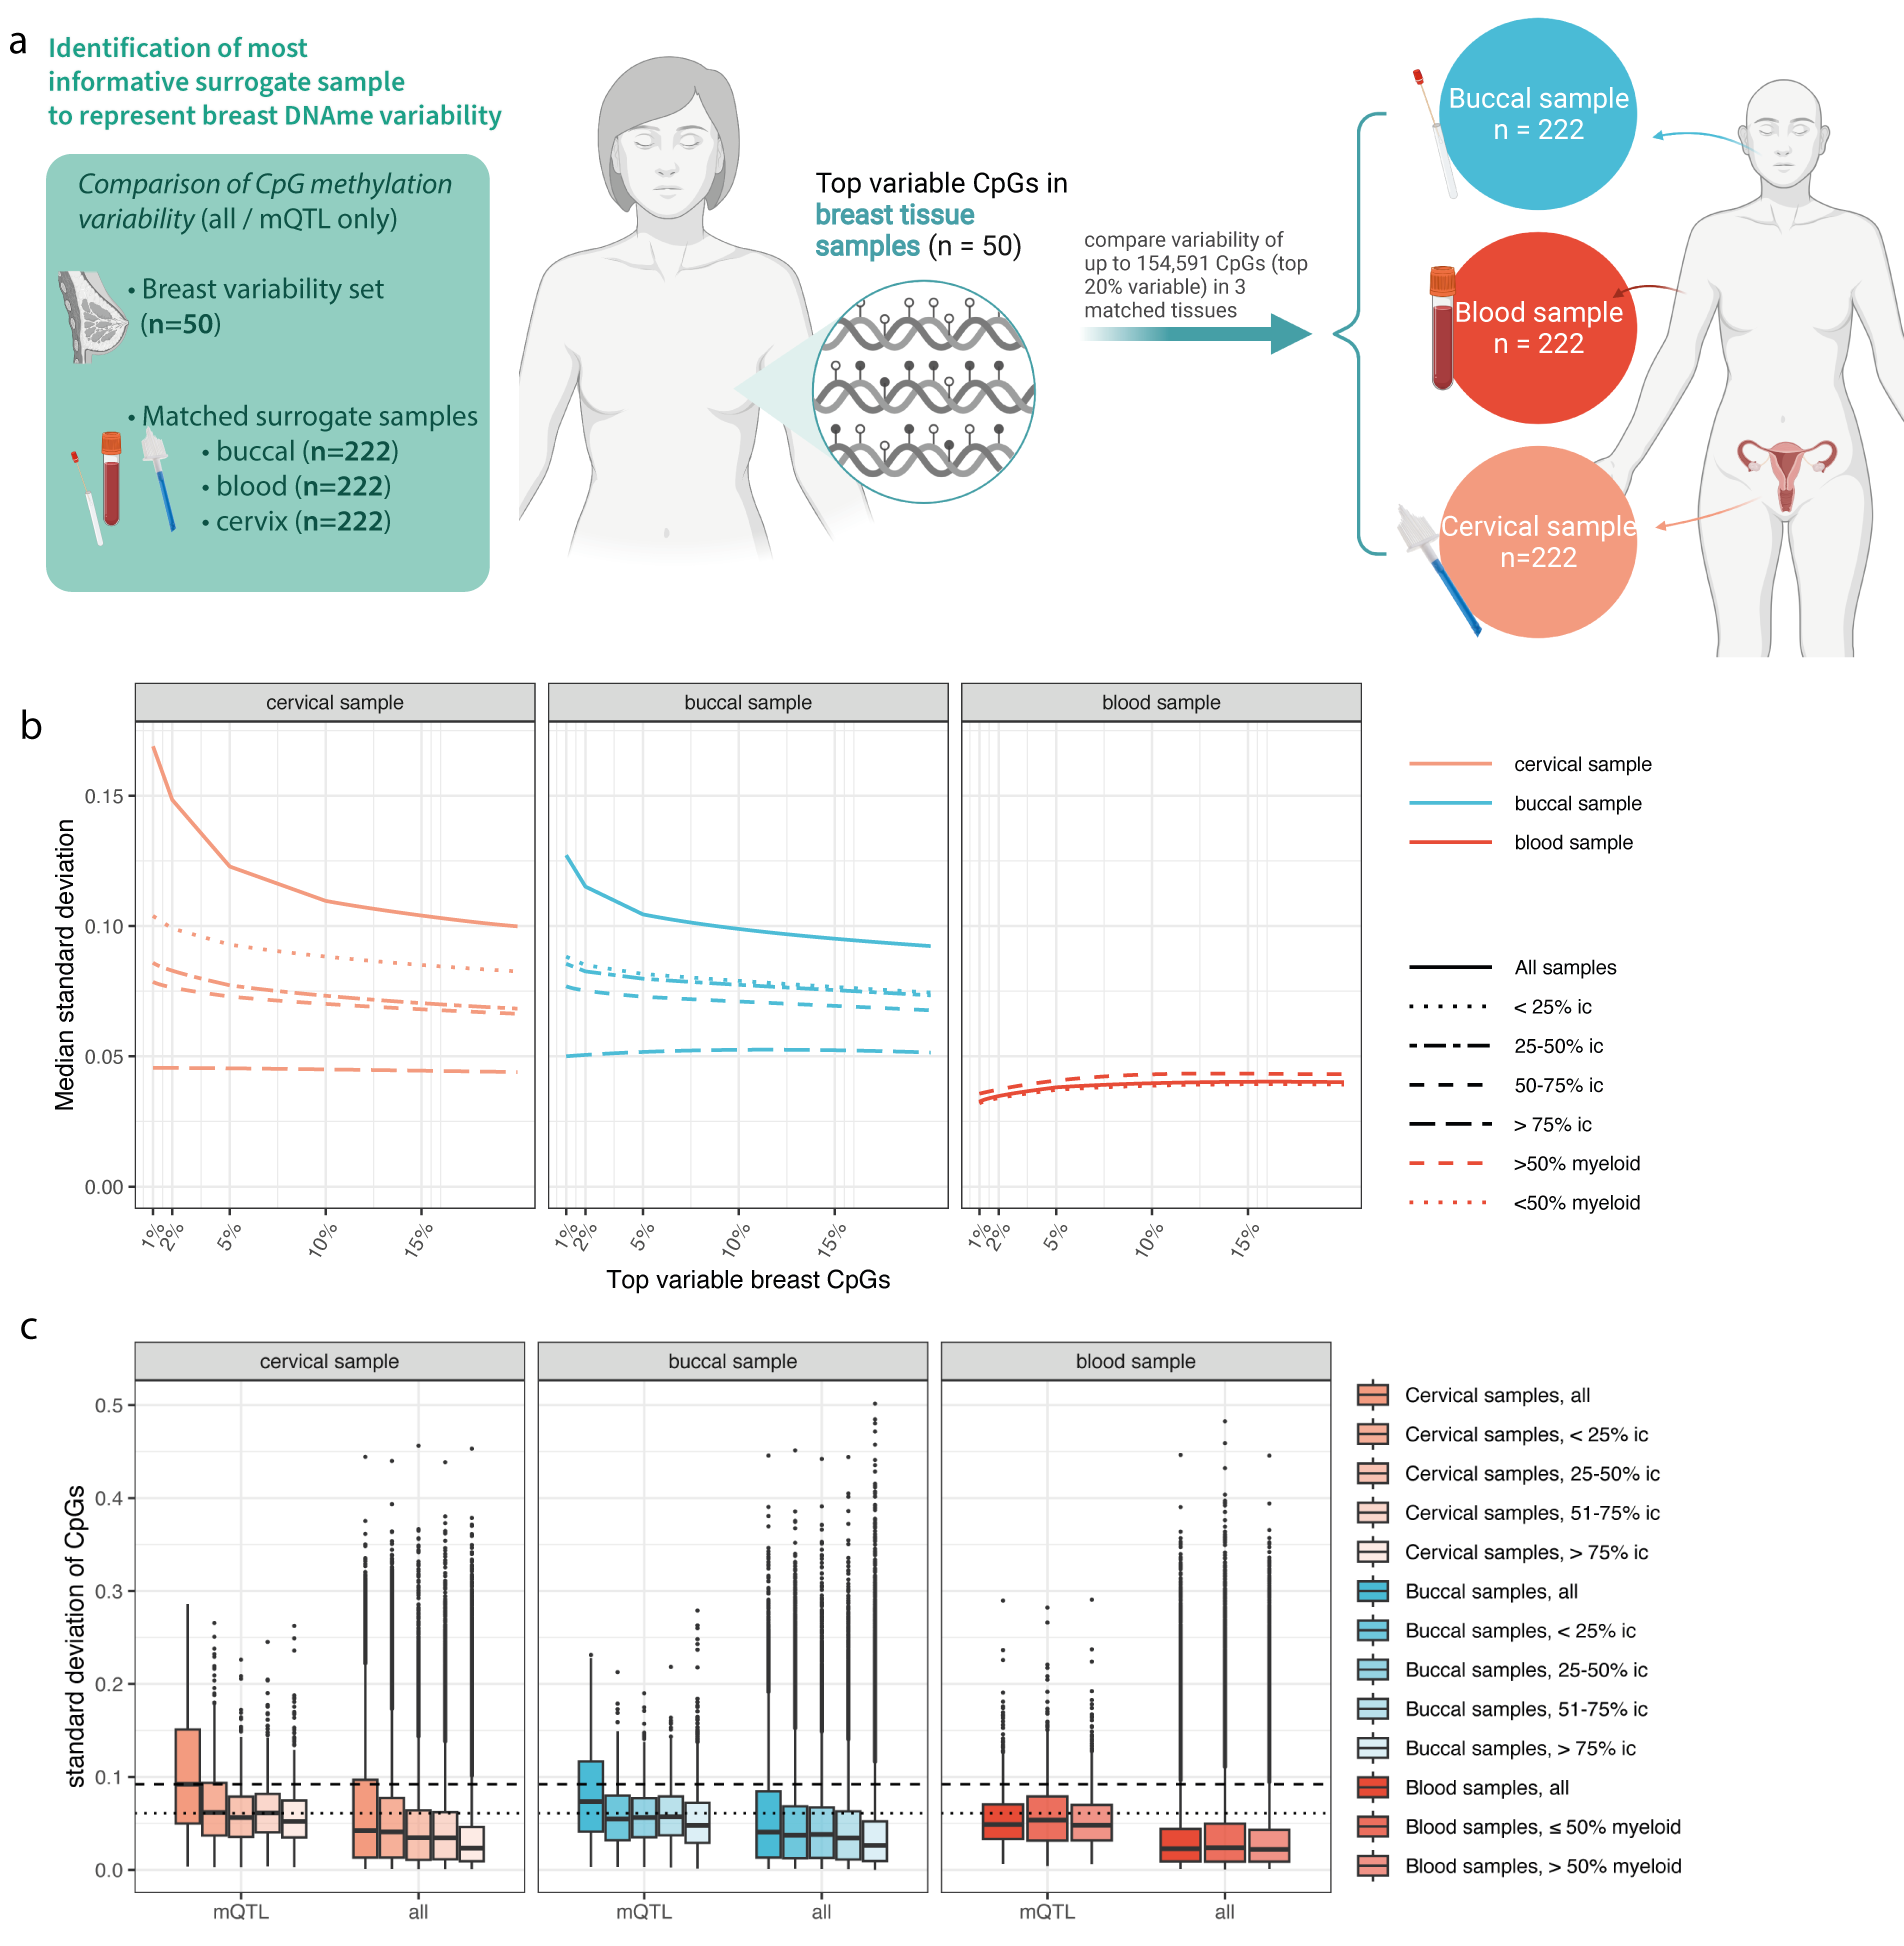 a
Identification of most
informative surrogate sample
to represent breast DNAme variability
Comparison of CpG methylation
variability (all / mQTL only)
• Breast variability set
(n=50)
• Matched surrogate samples
• buccal (n=222)
• blood (n=222)
• cervix (n=222)
Top variable CpGs in
breast tissue
samples (n = 50)
compare variability of
up to 154,591 CpGs (top
20% variable) in 3
matched tissues
Buccal sample
n = 222
Blood sample
n = 222
Cervical sample
n=222
b
cervical sample
buccal sample
blood sample
Median standard deviation
0.15
0.10
0.05
0.00
1%
2%
5%
10%
15%
1%
2%
5%
10%
15%
1%
2%
5%
10%
15%
Top variable breast CpGs
cervical sample
buccal sample
blood sample
All samples
< 25% ic
25-50% ic
50-75% ic
> 75% ic
>50% myeloid
<50% myeloid
c
cervical sample
buccal sample
blood sample
standard deviation of CpGs
0.5
0.4
0.3
0.2
0.1
0.0
mQTL
all
mQTL
all
mQTL
all
Cervical samples, all
Cervical samples, < 25% ic
Cervical samples, 25-50% ic
Cervical samples, 51-75% ic
Cervical samples, > 75% ic
Buccal samples, all
Buccal samples, < 25% ic
Buccal samples, 25-50% ic
Buccal samples, 51-75% ic
Buccal samples, > 75% ic
Blood samples, all
Blood samples, ≤ 50% myeloid
Blood samples, > 50% myeloid